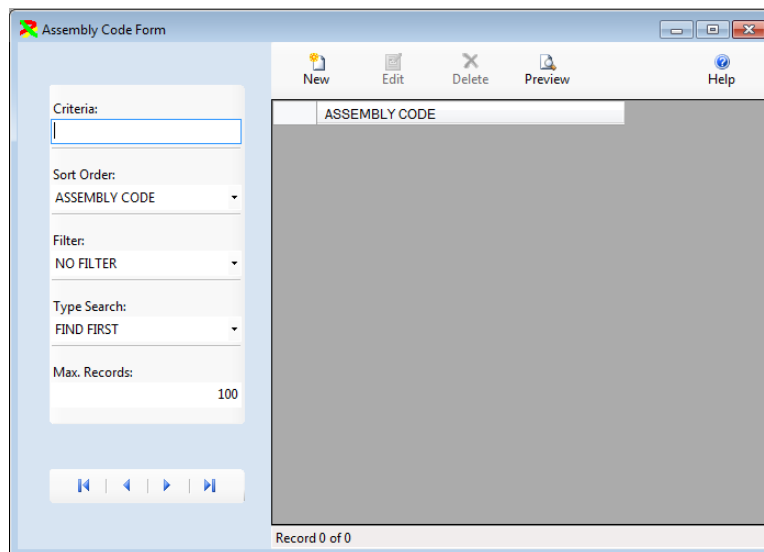 Assembly Code Form
New Edit Delete Preview Help
Criteria:
Sort Order:
ASSEMBLY CODE
Filter:
NO FILTER
Type Search:
FIND FIRST
Max. Records:
100
ASSEMBLY CODE
Record 0 of 0